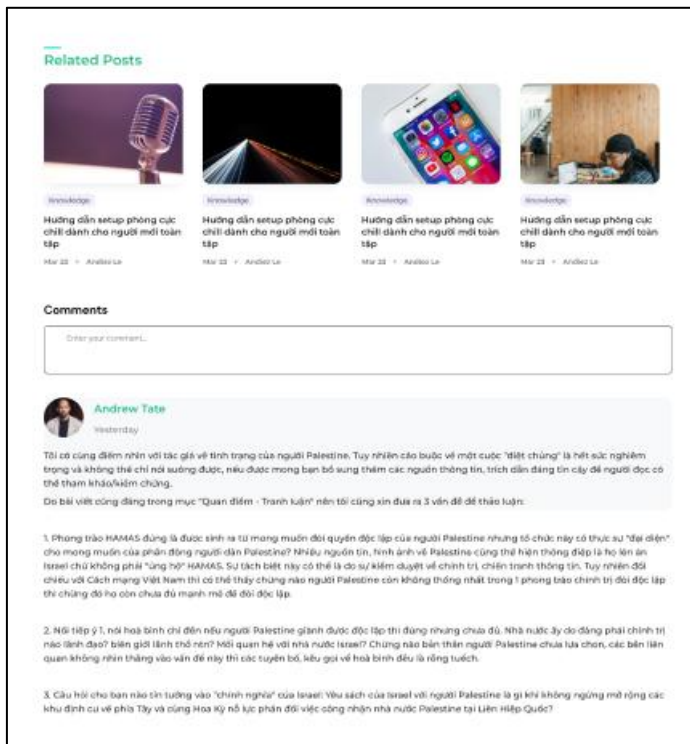 Related Posts
Knowledge Knowledge Knowledge Knowledge
Hướng dẫn setup phòng cực Hướng dẫn setup phòng cực Hướng dẫn setup phòng cực Hướng dẫn setup phòng cực
chill dành cho người mới toàn chill dành cho người mới toàn chill dành cho người mới toàn chill dành cho người mới toàn
tập tập tập tập
Mar 23 • Andiez Le Mar 23 • Andiez Le Mar 23 • Andiez Le Mar 23 • Andiez Le
Comments
Enter your comment...
Andrew Tate
Yesterday
Tôi có cùng điểm nhìn với tác giả về tình trạng của người Palestine. Tuy nhiên cáo buộc về một cuộc "diệt chủng" là hết sức nghiêm
trọng và không thể chỉ nói suông được, nếu được mong bạn bổ sung thêm các nguồn thông tin, trích dẫn đáng tin cậy để người đọc có
thể tham khảo/kiểm chứng.
Do bài viết cũng đăng trong mục "Quan điểm - Tranh luận" nên tôi cũng xin đưa ra 3 vấn đề để thảo luận:
1. Phong trào HAMAS đúng là được sinh ra từ mong muốn đòi quyền độc lập của người Palestine nhưng tổ chức này có thực sự "đại diện"
cho mong muốn của phần đông người dân Palestine? Nhiều nguồn tin, hình ảnh về Palestine cũng thể hiện thông điệp là họ lên án
Israel chứ không phải "ủng hộ" HAMAS. Sự tách biệt này có thể là do sự kiểm duyệt về chính trị, chiến tranh thông tin. Tuy nhiên đối
chiếu với Cách mạng Việt Nam thì có thể thấy chừng nào người Palestine còn không thống nhất trong 1 phong trào chính trị đòi độc lập
thì chừng đó họ còn chưa đủ mạnh mẽ để đòi độc lập.
2. Nối tiếp ý 1, nói hoà bình chỉ đến nếu người Palestine giành được độc lập thì đúng nhưng chưa đủ. Nhà nước ấy do đảng phái chính trị
nào lãnh đạo? biên giới lãnh thổ ntn? Mối quan hệ với nhà nước Israel? Chừng nào bản thân người Palestine chưa lựa chọn, các bên liên
quan không nhìn thẳng vào vấn đề này thì các tuyên bố, kêu gọi về hoà bình đều là rỗng tuếch.
3. Câu hỏi cho bạn nào tin tưởng vào "chính nghĩa" của Israel: Yêu sách của Israel với người Palestine là gì khi không ngừng mở rộng các
khu định cư về phía Tây và cùng Hoa Kỳ nỗ lực phản đối việc công nhận nhà nước Palestine tại Liên Hiệp Quốc?